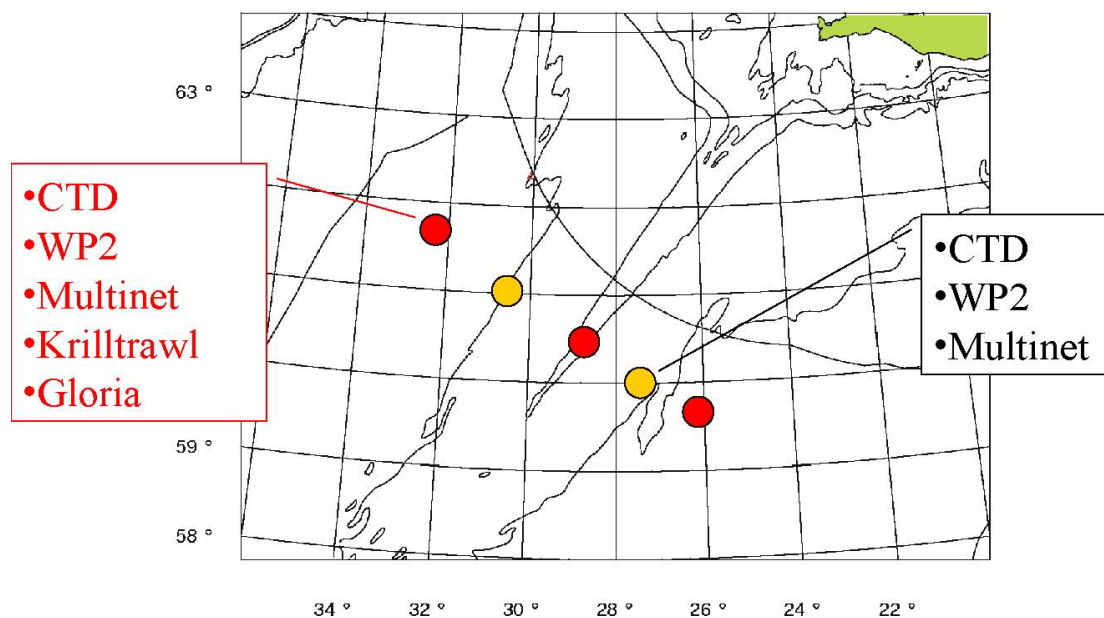 63 °
•CTD
•WP2
•Multinet
•Krilltrawl
•Gloria
•CTD
•WP2
•Multinet
59 °
58 °
34 ° 32 ° 30 ° 28 ° 26 ° 24 ° 22 °